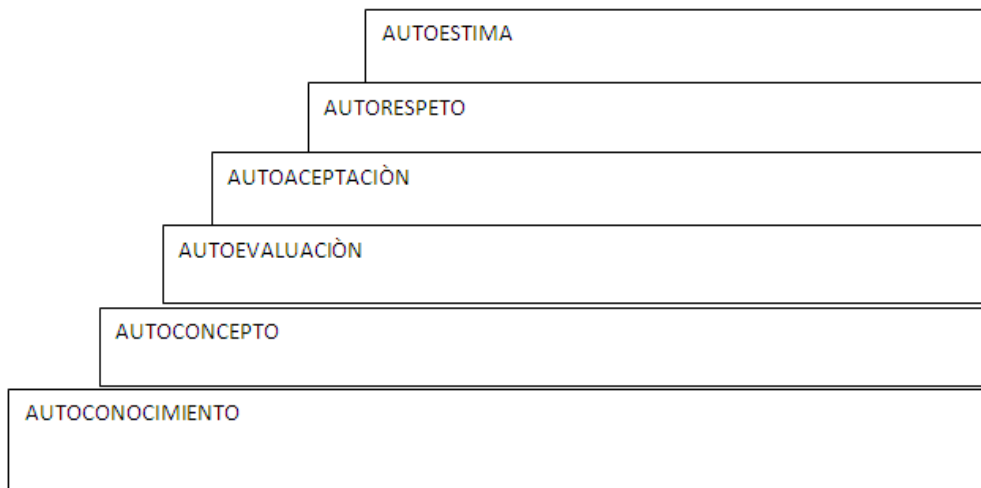 AUTOESTIMA
AUTORESPETO
AUTOACEPTACIÒN
AUTOEVALUACIÒN
AUTOCONCEPTO
AUTOCONOCIMIENTO